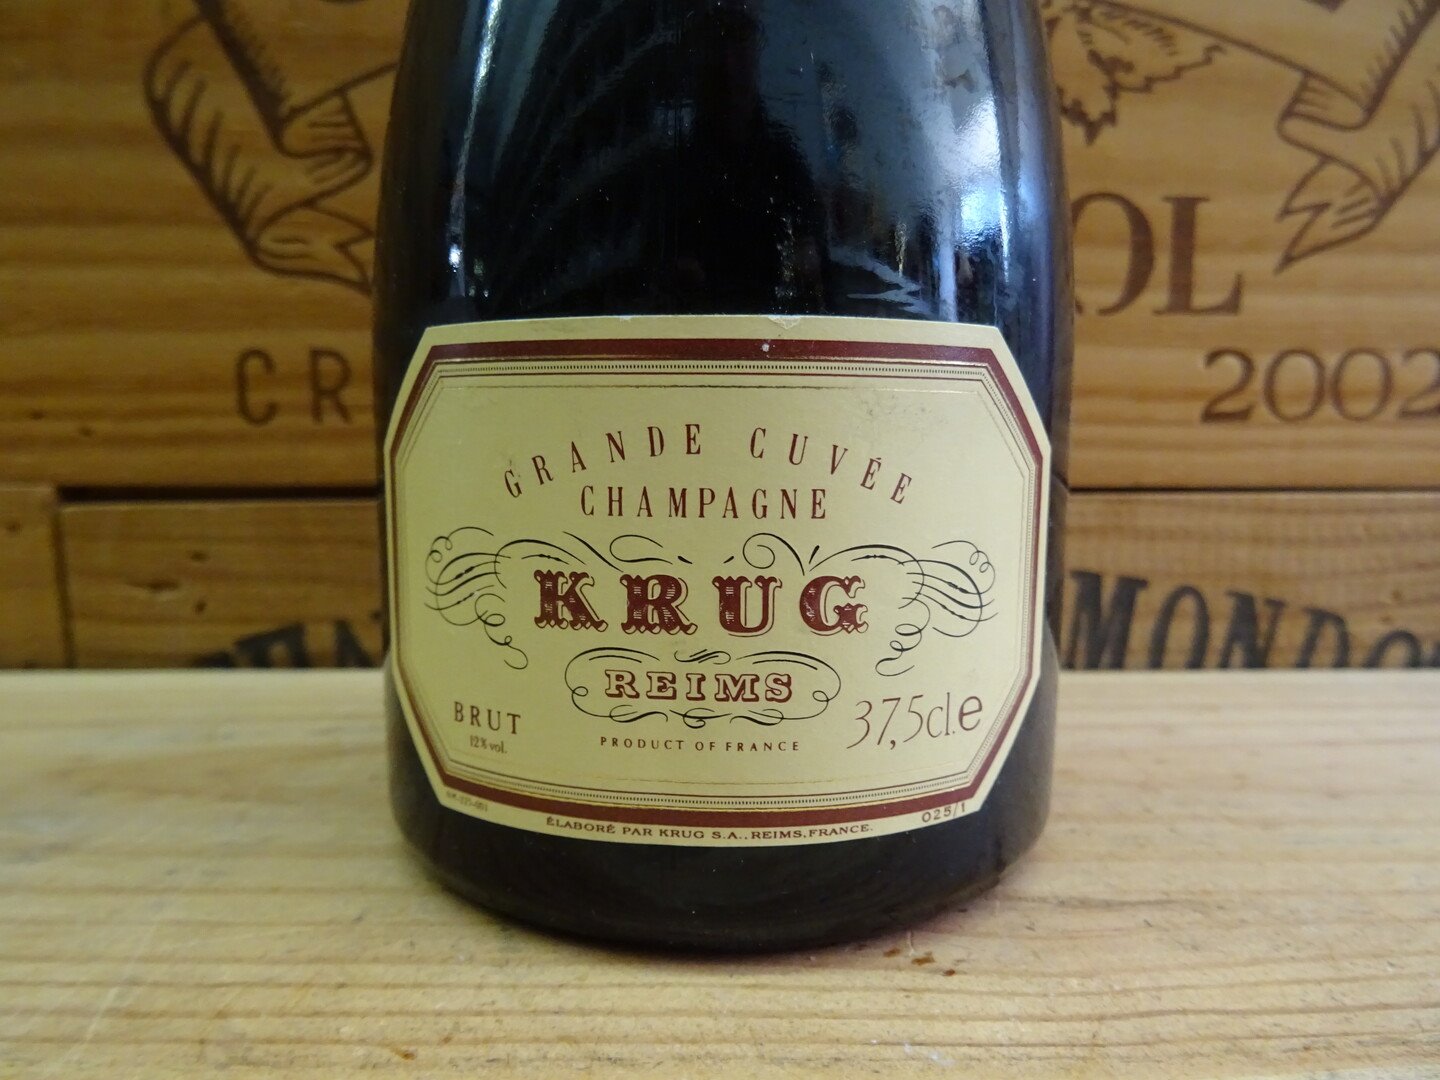 OL
CR
2002
GRANDE CUVÉE
CHAMPAGNE
KRUG
REIMS
BRUT
12% vol.
37,5cl.e
PRODUCT OF FRANCE
ÉLABORÉ PAR KRUG S.A., REIMS, FRANCE.
025/1